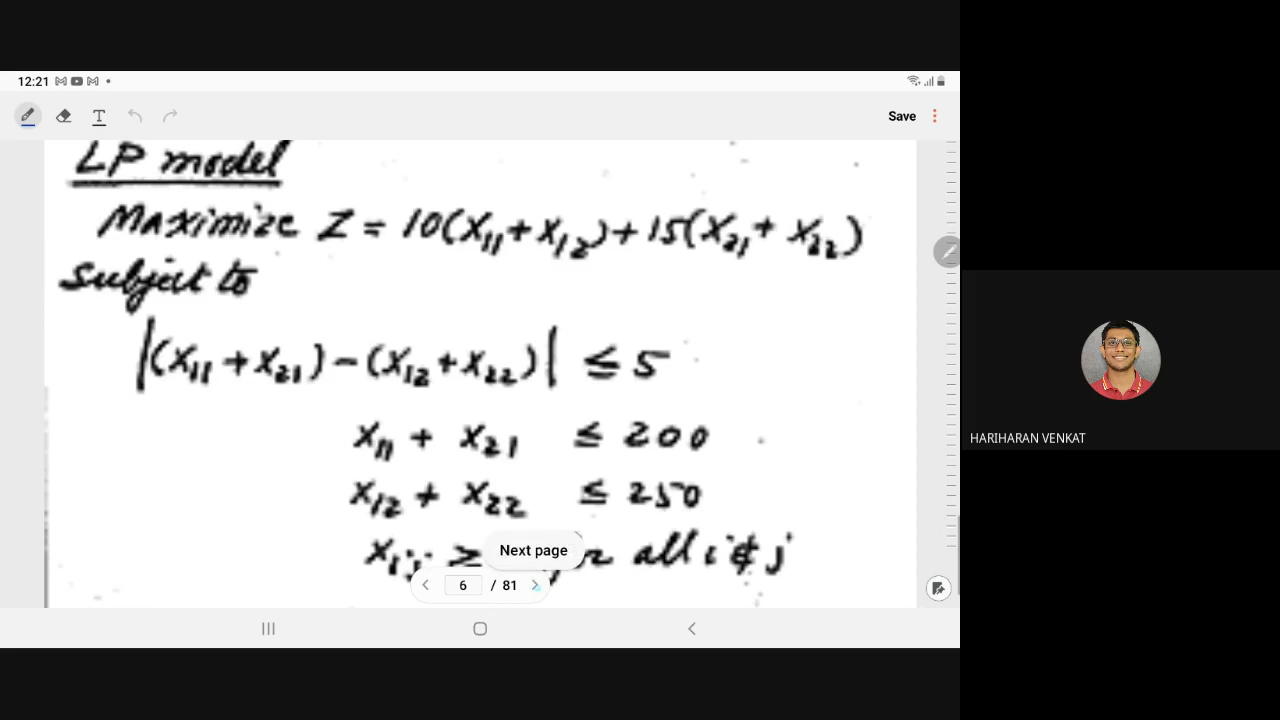 12:21
Save
LP model
Maximize Z = 10(X11 + X12) + 15(X21 + X22)
Subject to
|(X11 + X21) - (X12 + X22)| ≤ 5
X11 + X21 ≤ 200
X12 + X22 ≤ 250
Xij ≥ all i & j
Next page
6 / 81
HARIHARAN VENKAT